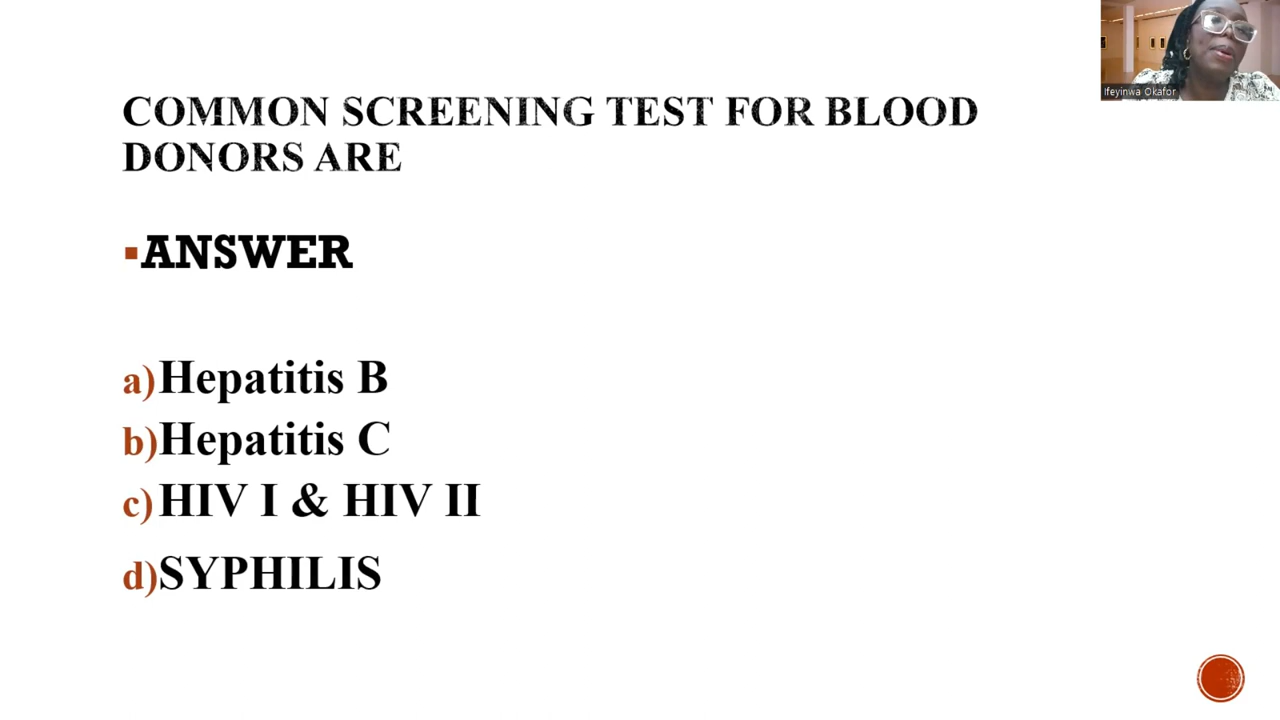 COMMON SCREENING TEST FOR BLOOD
DONORS ARE
▪ANSWER
a)Hepatitis B
b)Hepatitis C
c)HIV I & HIV II
d)SYPHILIS
Ifeyinwa Okafor